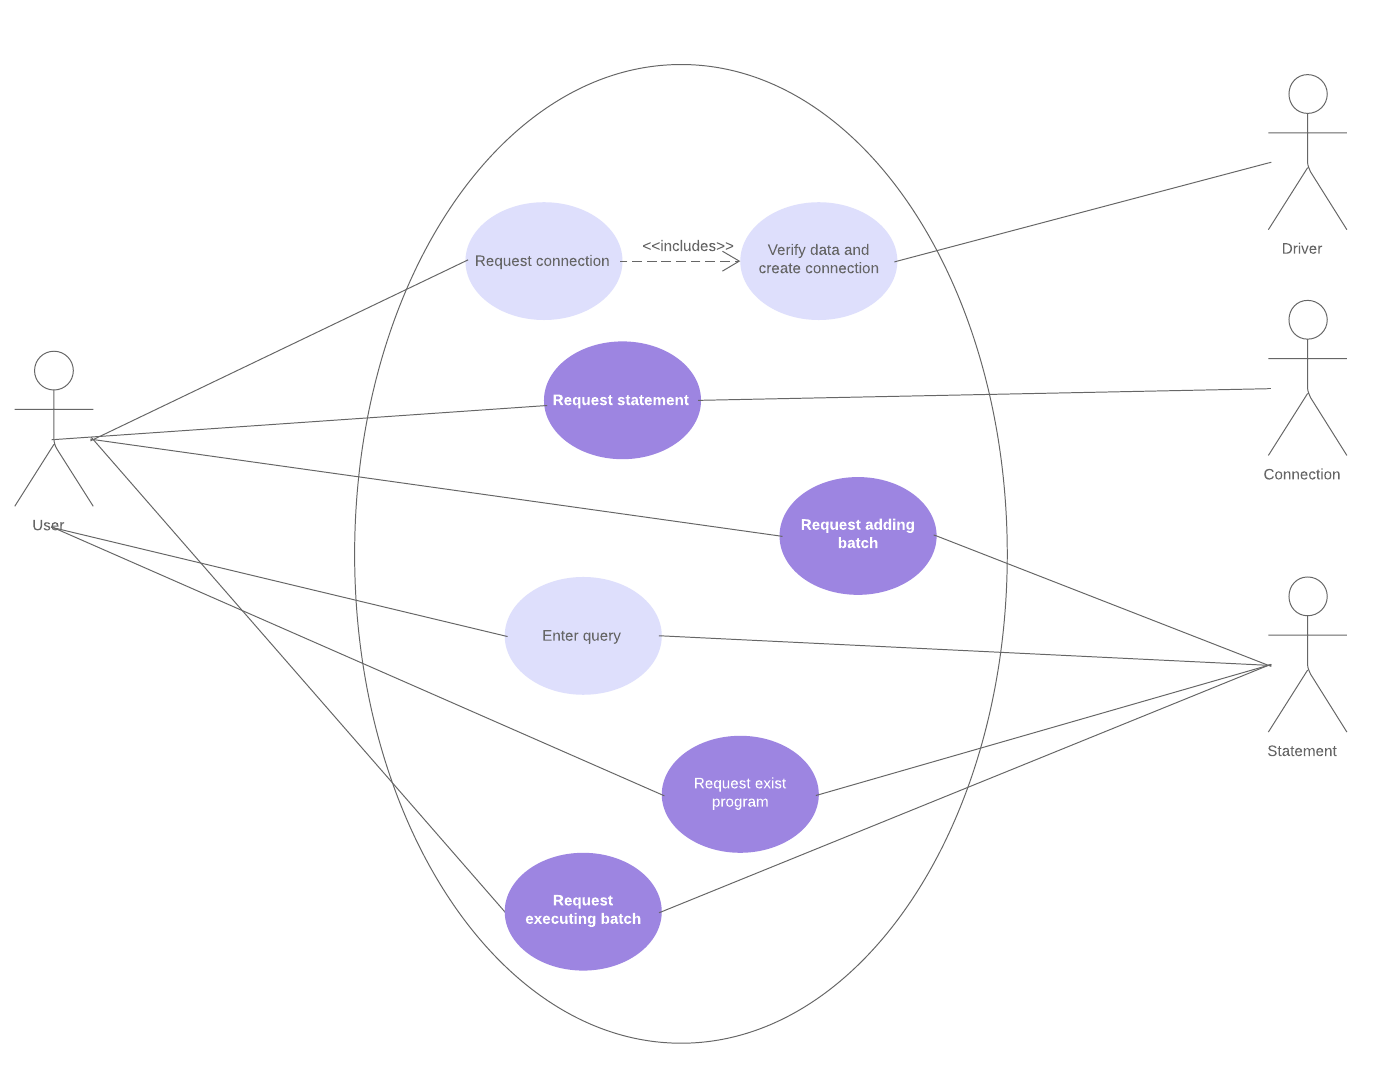 <<includes>>
Request connection
Verify data and
create connection
Driver
Request statement
Connection
User
Request adding
batch
Enter query
Statement
Request exist
program
Request
executing batch